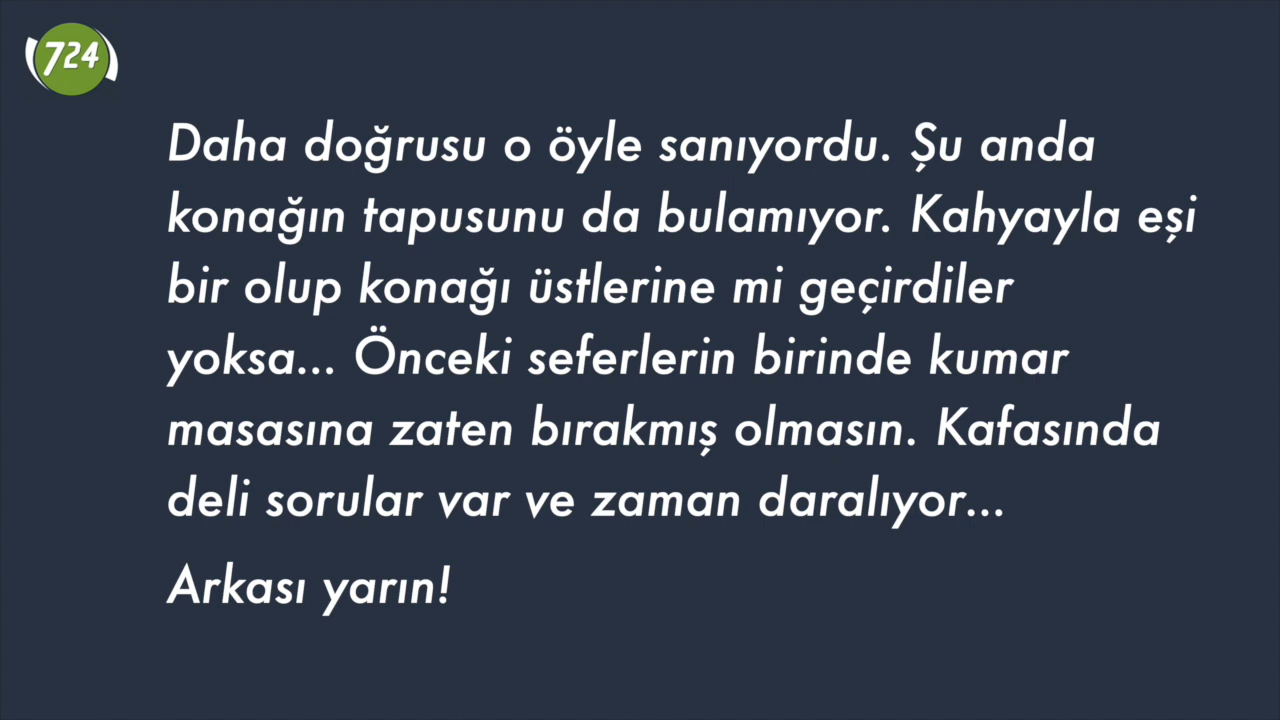 724
Daha doğrusu o öyle sanıyordu. Şu anda
konağın tapusunu da bulamıyor. Kahyayla eşi
bir olup konağı üstlerine mi geçirdiler
yoksa... Önceki seferlerin birinde kumar
masasına zaten bırakmış olmasın. Kafasında
deli sorular var ve zaman daralıyor...
Arkası yarın!